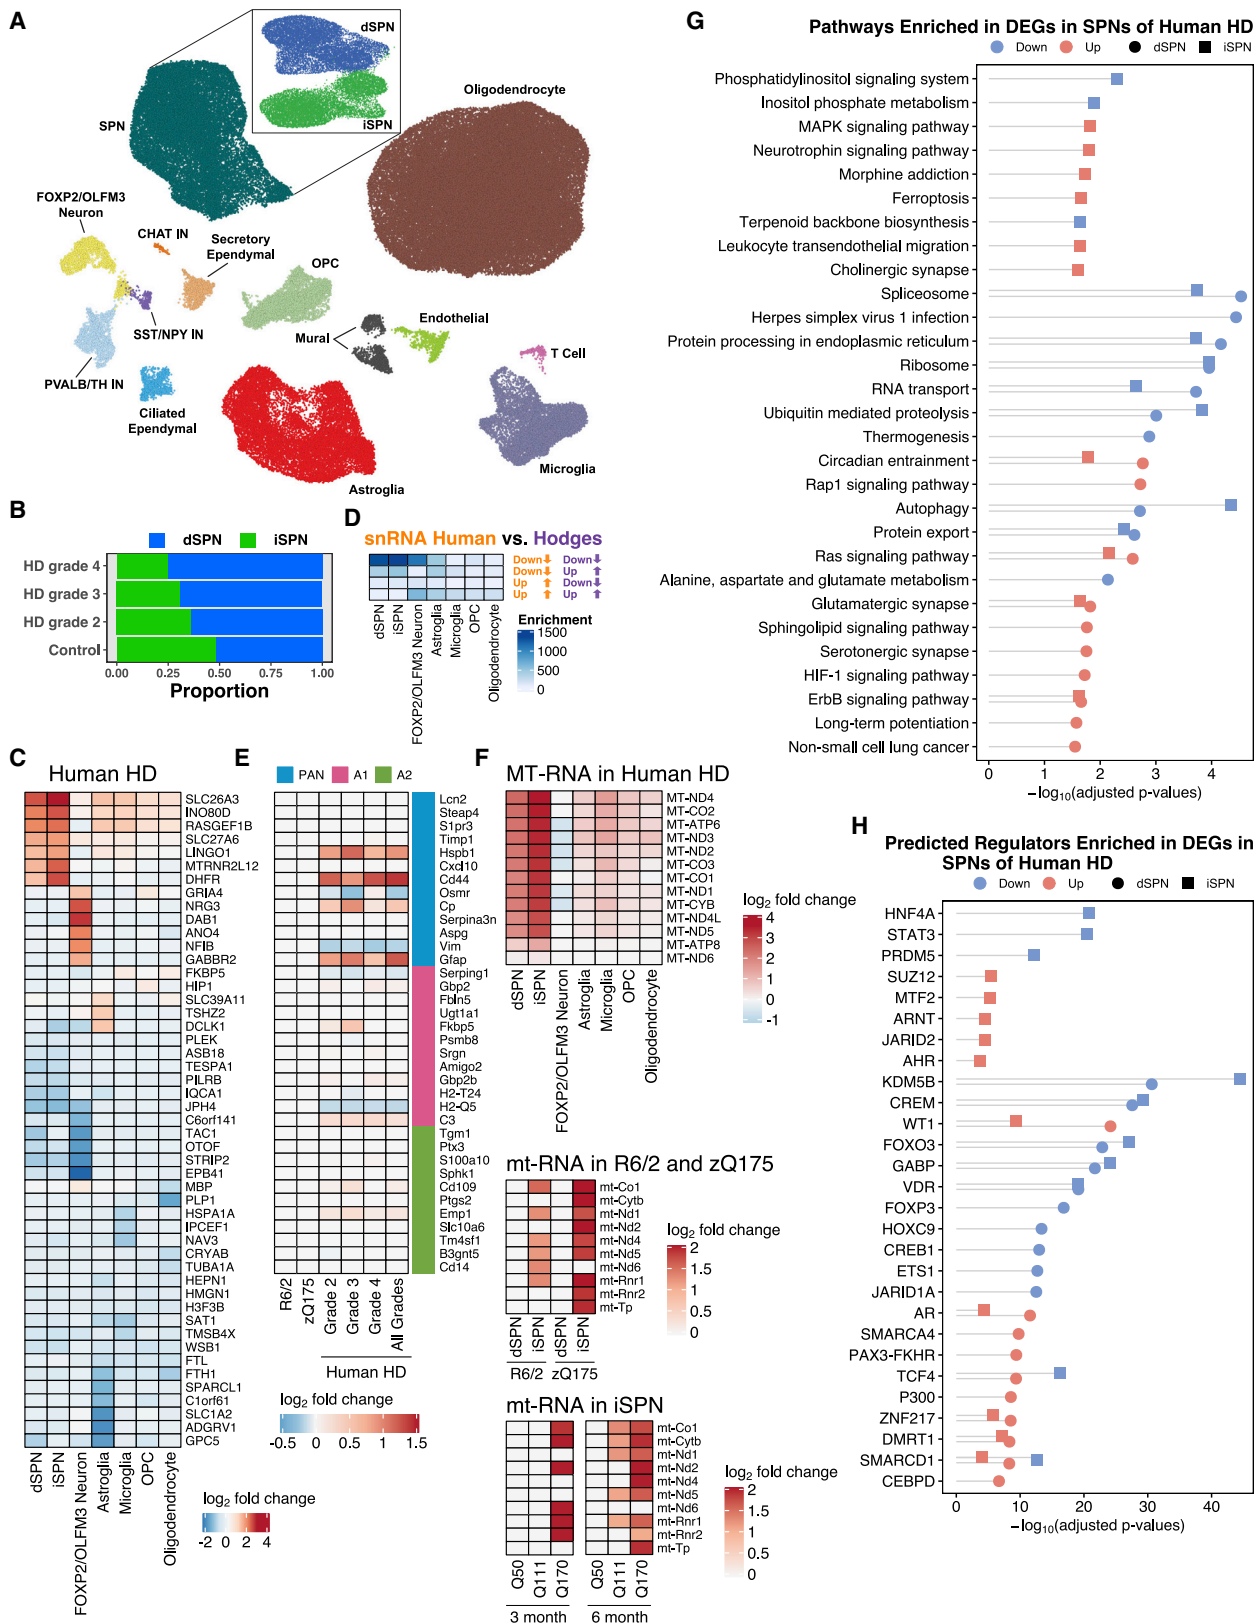 A
dSPN
iSPN
SPN
Oligodendrocyte
FOXP2/OLFM3
Neuron
CHAT IN
Secretory
Ependymal
OPC
SST/NPY IN
Mural
Endothelial
T Cell
PVALB/TH IN
Ciliated
Ependymal
Astroglia
Microglia
B
dSPN
iSPN
HD grade 4
HD grade 3
HD grade 2
Control
0.00
0.25
0.50
0.75
1.00
Proportion
D
snRNA Human vs. Hodges
Down Down
Down Up
Up Down
Up Up
dSPN
iSPN
FOXP2/OLFM3 Neuron
Astroglia
Microglia
OPC
Oligodendrocyte
Enrichment
1500
1000
500
0
C
Human HD
SLC26A3
INO80D
RASGEF1B
SLC27A6
LINGO1
MTRNR2L12
DHFR
GRIA4
NRG3
DAB1
ANO4
NFIB
GABBR2
FKBP5
HIP1
SLC39A11
TSHZ2
DCLK1
PLEK
ASB18
TESPA1
PILRB
IQCA1
JPH4
C6orf141
TAC1
OTOF
STRIP2
EPB41
MBP
PLP1
HSPA1A
IPCEF1
NAV3
CRYAB
TUBA1A
HEPN1
HMGN1
H3F3B
SAT1
TMSB4X
WSB1
FTL
FTH1
SPARCL1
C1orf61
SLC1A2
ADGRV1
GPC5
dSPN
iSPN
FOXP2/OLFM3 Neuron
Astroglia
Microglia
OPC
Oligodendrocyte
log2 fold change
-2 0 2 4
E
PAN
A1
A2
Lcn2
Steap4
S1pr3
Timp1
Hspb1
Cxcl10
Cd44
Osmr
Cp
Serpina3n
Aspg
Vim
Gfap
Serping1
Gbp2
Fbln5
Ugt1a1
Fkbp5
Psmb8
Srgn
Amigo2
Gbp2b
H2-T24
H2-Q5
C3
Tgm1
Ptx3
S100a10
Sphk1
Cd109
Ptgs2
Emp1
Slc10a6
Tm4sf1
B3gnt5
Cd14
R6/2
zQ175
Grade 2
Grade 3
Grade 4
All Grades
Human HD
log2 fold change
-0.5 0 0.5 1 1.5
F
MT-RNA in Human HD
MT-ND4
MT-CO2
MT-ATP6
MT-ND3
MT-ND2
MT-CO3
MT-CO1
MT-ND1
MT-CYB
MT-ND4L
MT-ND5
MT-ATP8
MT-ND6
dSPN
iSPN
FOXP2/OLFM3 Neuron
Astroglia
Microglia
OPC
Oligodendrocyte
log2 fold change
4
3
2
1
0
-1
mt-RNA in R6/2 and zQ175
mt-Co1
mt-Cytb
mt-Nd1
mt-Nd2
mt-Nd4
mt-Nd5
mt-Nd6
mt-Rnr1
mt-Rnr2
mt-Tp
dSPN
iSPN
dSPN
iSPN
R6/2 zQ175
log2 fold change
2
1.5
1
0.5
0
mt-RNA in iSPN
mt-Co1
mt-Cytb
mt-Nd1
mt-Nd2
mt-Nd4
mt-Nd5
mt-Nd6
mt-Rnr1
mt-Rnr2
mt-Tp
Q50
Q111
Q170
Q50
Q111
Q170
3 month 6 month
log2 fold change
2
1.5
1
0.5
0
G
Pathways Enriched in DEGs in SPNs of Human HD
Down Up dSPN iSPN
Phosphatidylinositol signaling system
Inositol phosphate metabolism
MAPK signaling pathway
Neurotrophin signaling pathway
Morphine addiction
Ferroptosis
Terpenoid backbone biosynthesis
Leukocyte transendothelial migration
Cholinergic synapse
Spliceosome
Herpes simplex virus 1 infection
Protein processing in endoplasmic reticulum
Ribosome
RNA transport
Ubiquitin mediated proteolysis
Thermogenesis
Circadian entrainment
Rap1 signaling pathway
Autophagy
Protein export
Ras signaling pathway
Alanine, aspartate and glutamate metabolism
Glutamatergic synapse
Sphingolipid signaling pathway
Serotonergic synapse
HIF-1 signaling pathway
ErbB signaling pathway
Long-term potentiation
Non-small cell lung cancer
0 1 2 3 4
−log10(adjusted p-values)
H
Predicted Regulators Enriched in DEGs in
SPNs of Human HD
Down Up dSPN iSPN
HNF4A
STAT3
PRDM5
SUZ12
MTF2
ARNT
JARID2
AHR
KDM5B
CREM
WT1
FOXO3
GABP
VDR
FOXP3
HOXC9
CREB1
ETS1
JARID1A
AR
SMARCA4
PAX3-FKHR
TCF4
P300
ZNF217
DMRT1
SMARCD1
CEBPD
0 10 20 30 40
−log10(adjusted p-values)